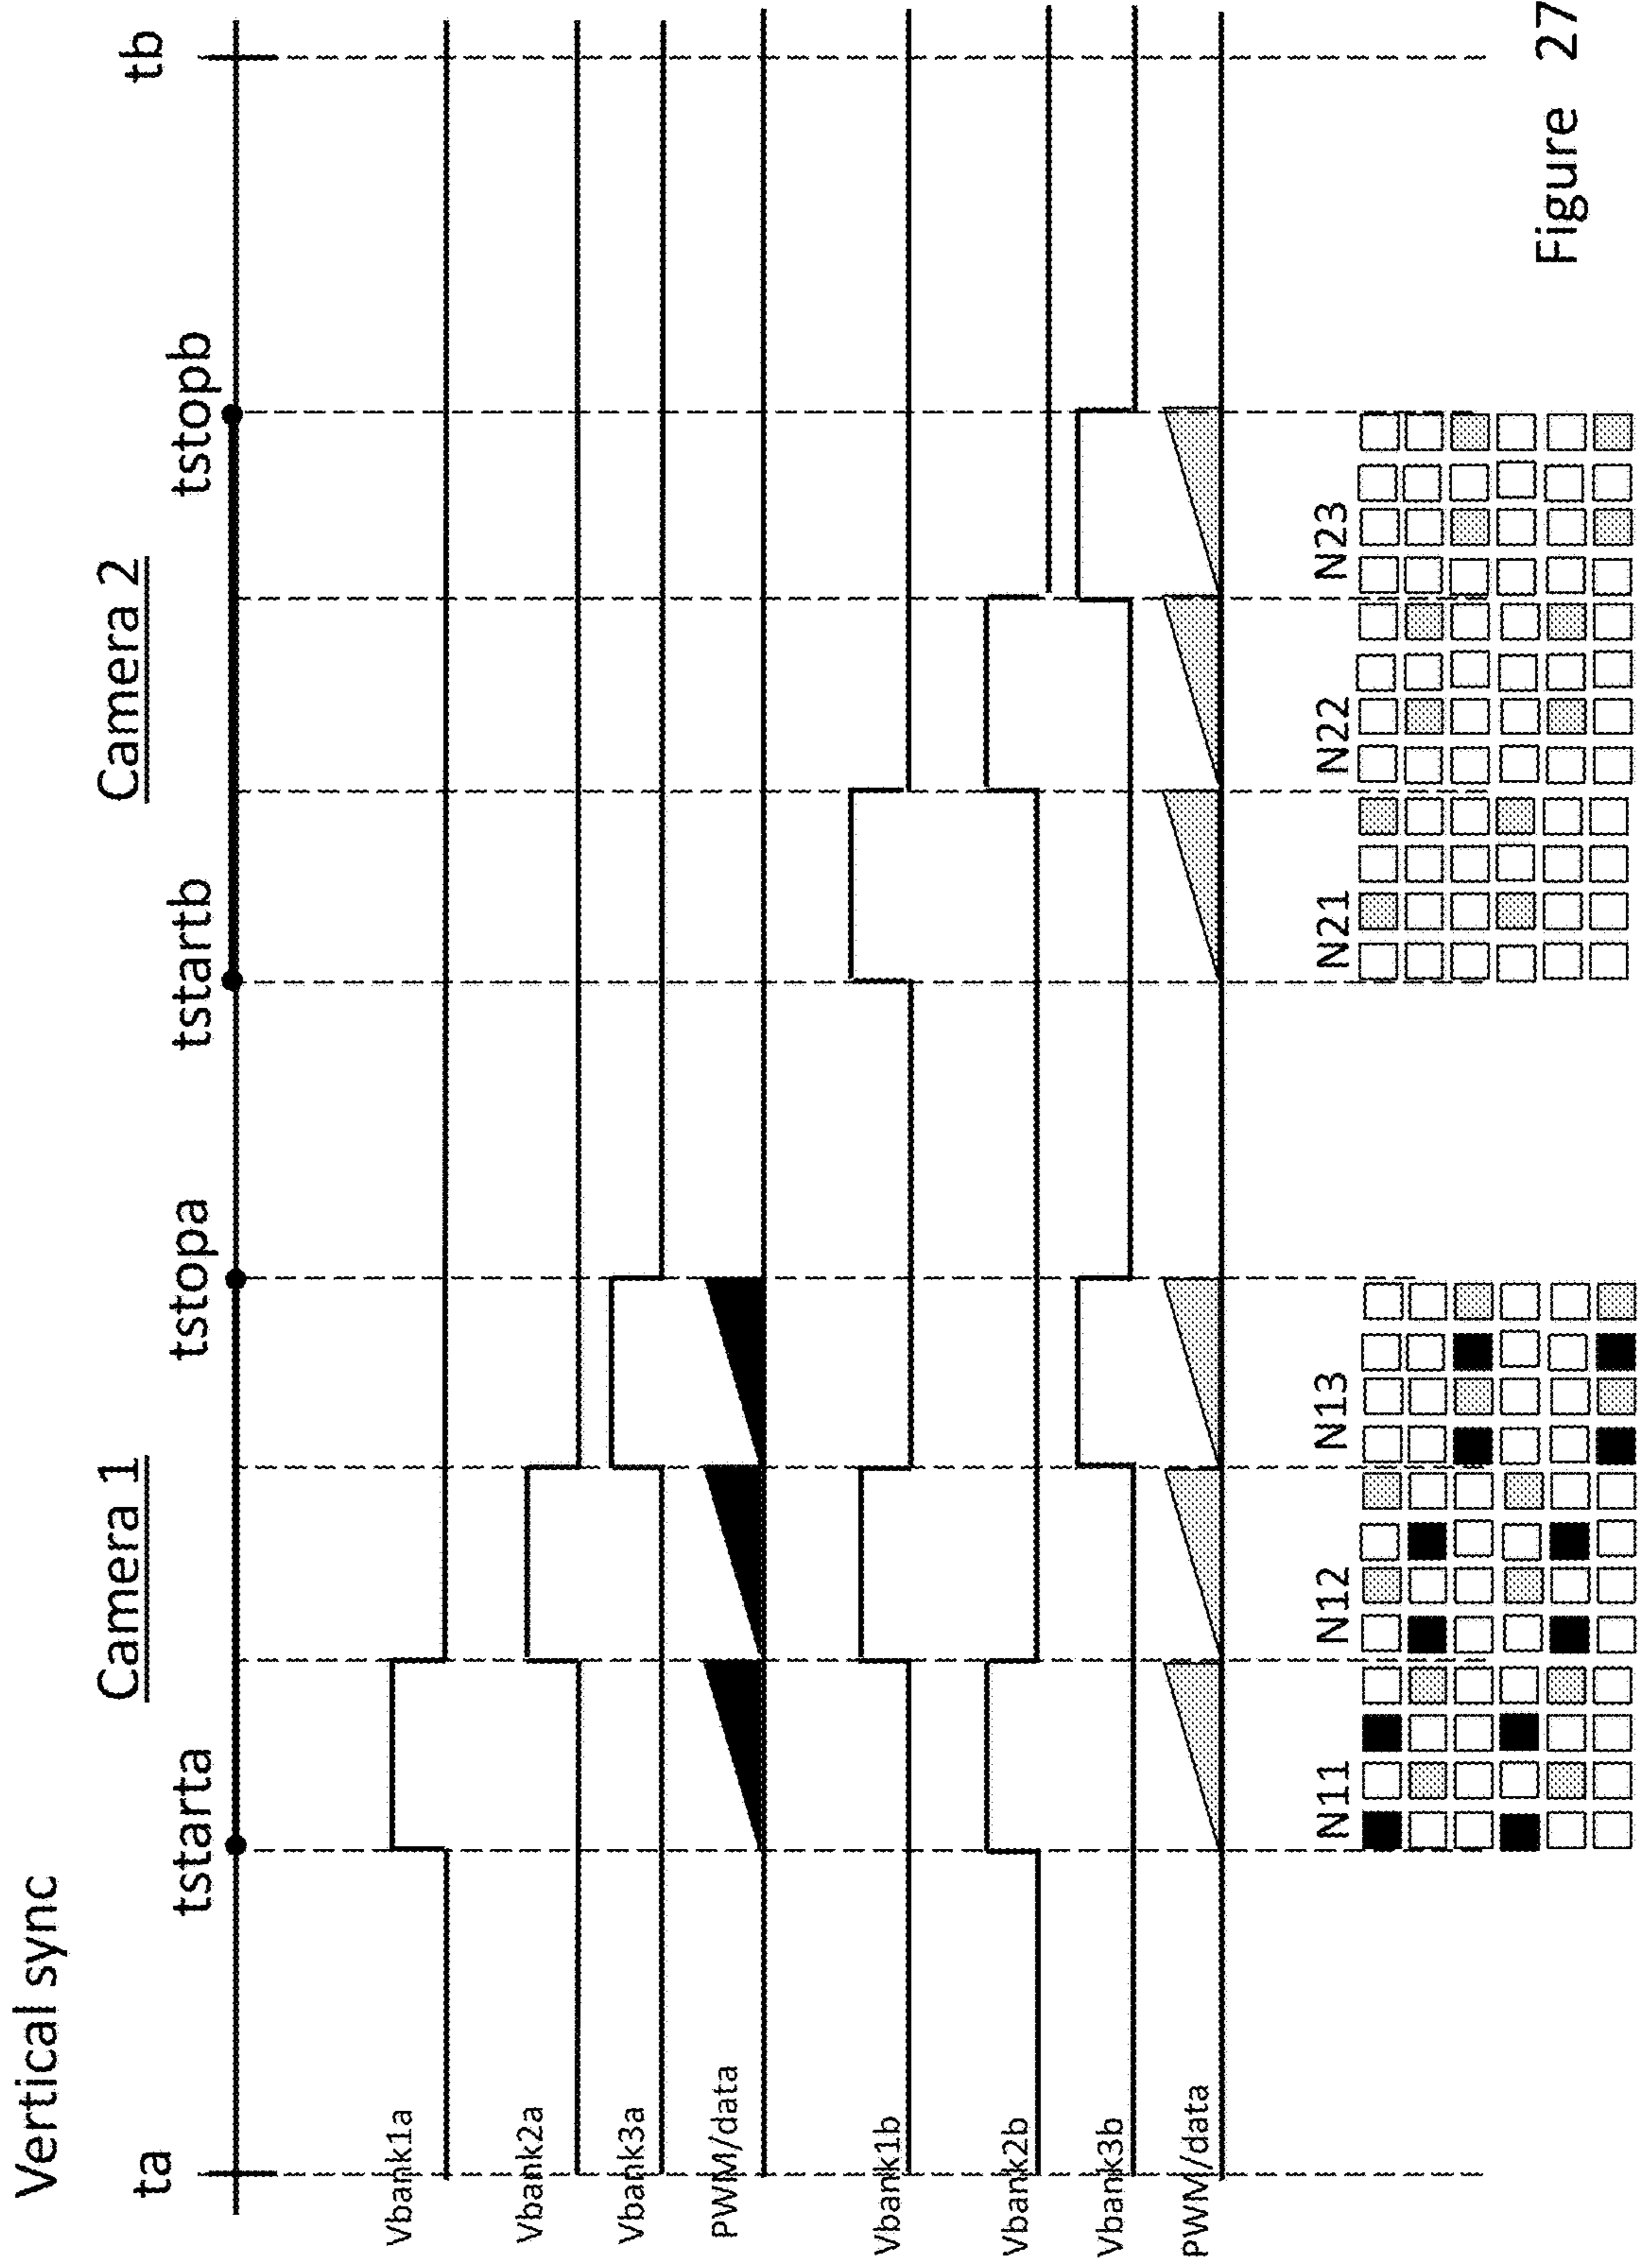 Vertical sync
Camera 1
Camera 2
ta
tstarta
tstopa
tstartb
tstopb
tb
Vbank1a
Vbank2a
Vbank3a
PWM/data
Vbank1b
Vbank2b
Vbank3b
PWM/data
N11
N12
N13
N21
N22
N23
Figure 27